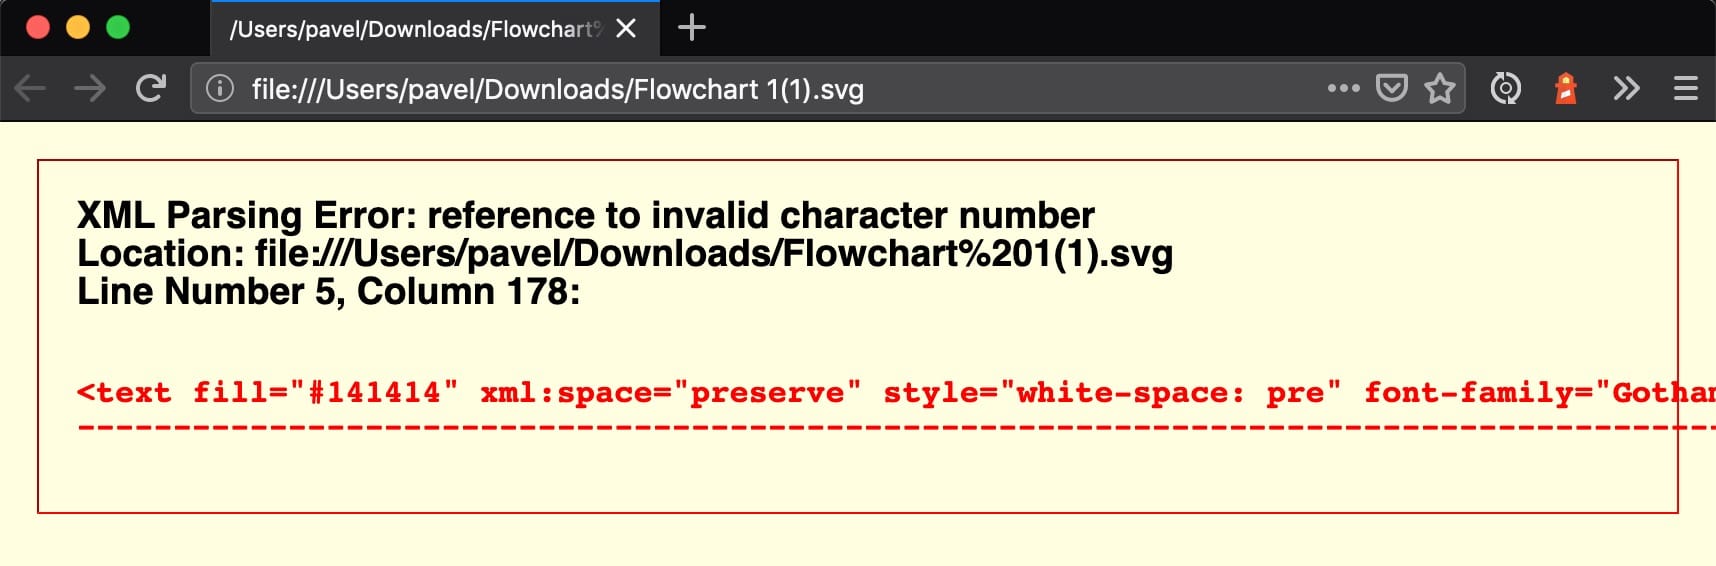 /Users/pavel/Downloads/Flowchart%
file:///Users/pavel/Downloads/Flowchart 1(1).svg
XML Parsing Error: reference to invalid character number
Location: file:///Users/pavel/Downloads/Flowchart%201(1).svg
Line Number 5, Column 178:
<text fill="#141414" xml:space="preserve" style="white-space: pre" font-family="Gotham
--------------------------------------------------------------------------------------